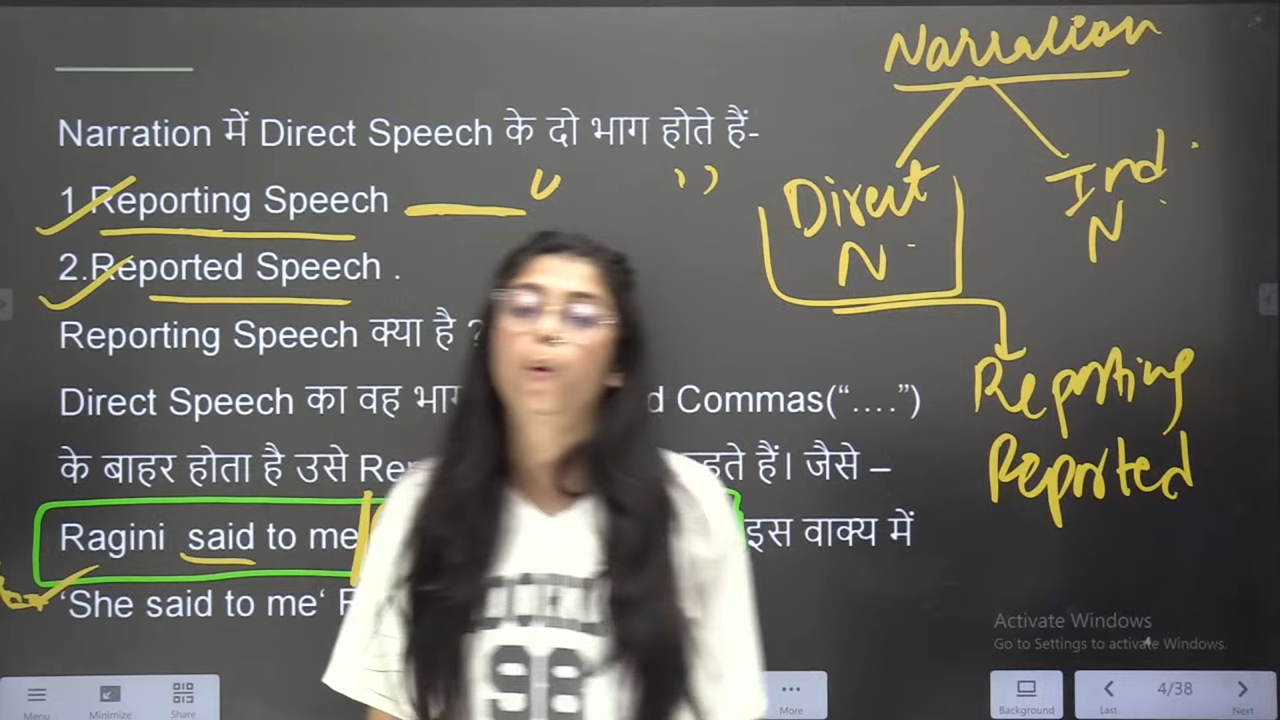 Narration
Narration में Direct Speech के दो भाग होते हैं-
Direct N.
Ind. N.
1.Reporting Speech
2.Reported Speech .
Reporting Speech क्या है ?
Reporting
Reported
Direct Speech का वह भाग Commas(“....”)
के बाहर होता है उसे हैं। जैसे –
Ragini said to me इस वाक्य में
‘She said to me‘
98
Activate Windows
Go to Settings to activate Windows.
Menu Minimize Share More Background Last 4/38 Next